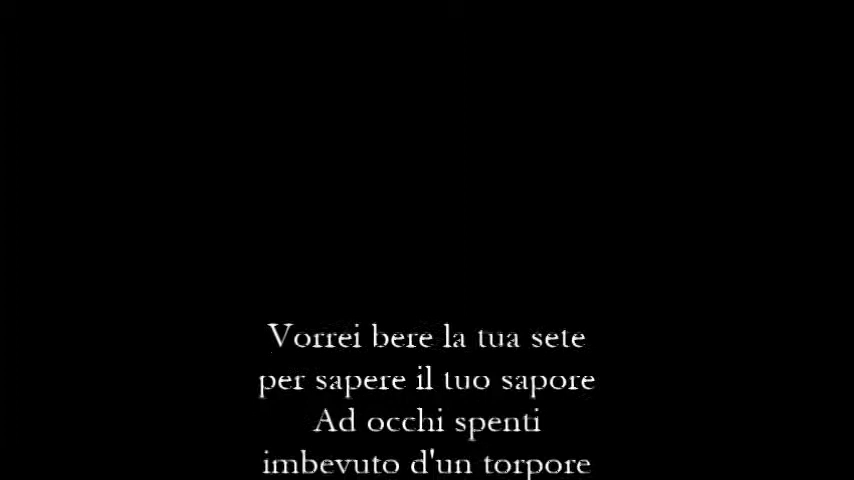 Vorrei bere la tua sete
per sapere il tuo sapore
Ad occhi spenti
imbevuto d'un torpore